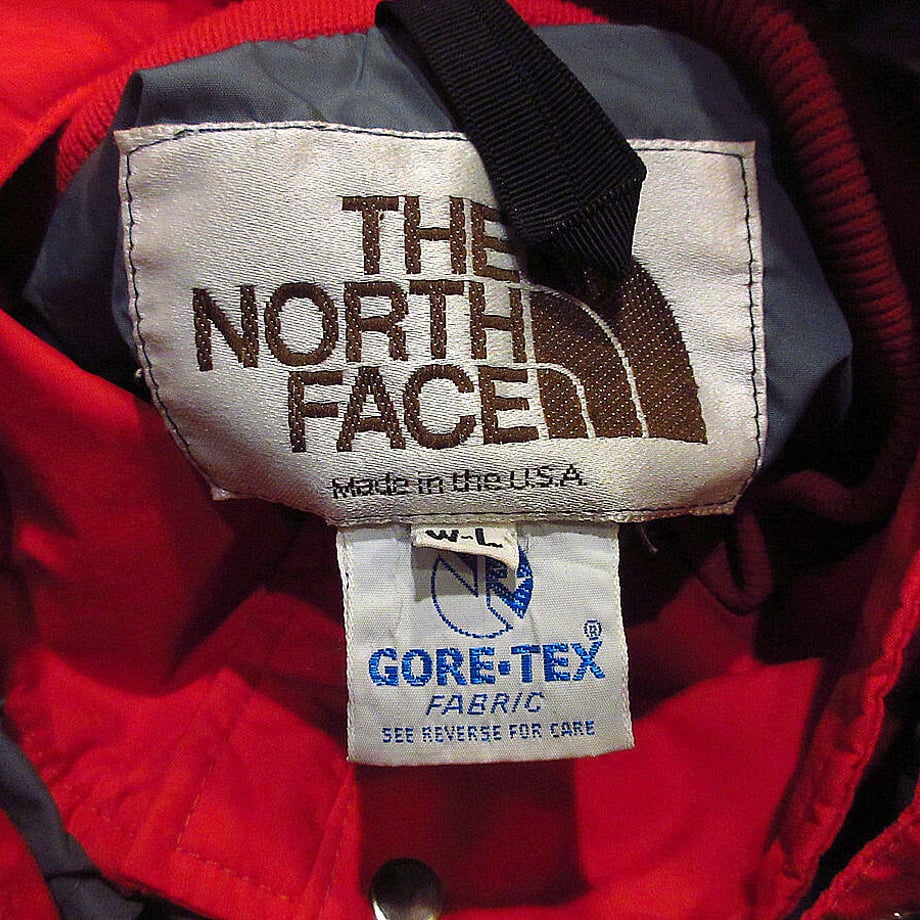 THE
NORTH
FACE
Made in the U.S.A.
W-L
GORE-TEX®
FABRIC
SEE REVERSE FOR CARE